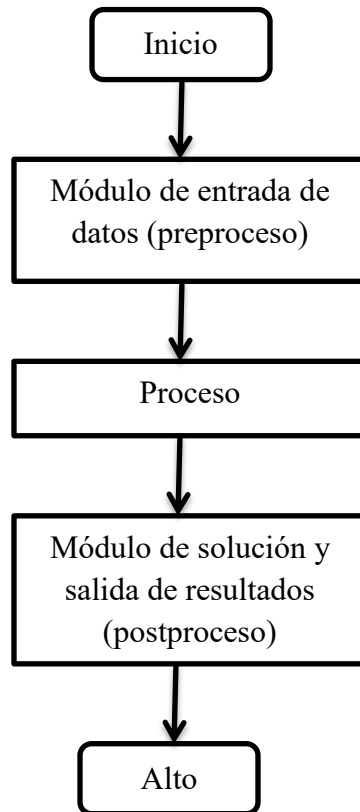 Inicio
Módulo de entrada de
datos (preproceso)
Proceso
Módulo de solución y
salida de resultados
(postproceso)
Alto